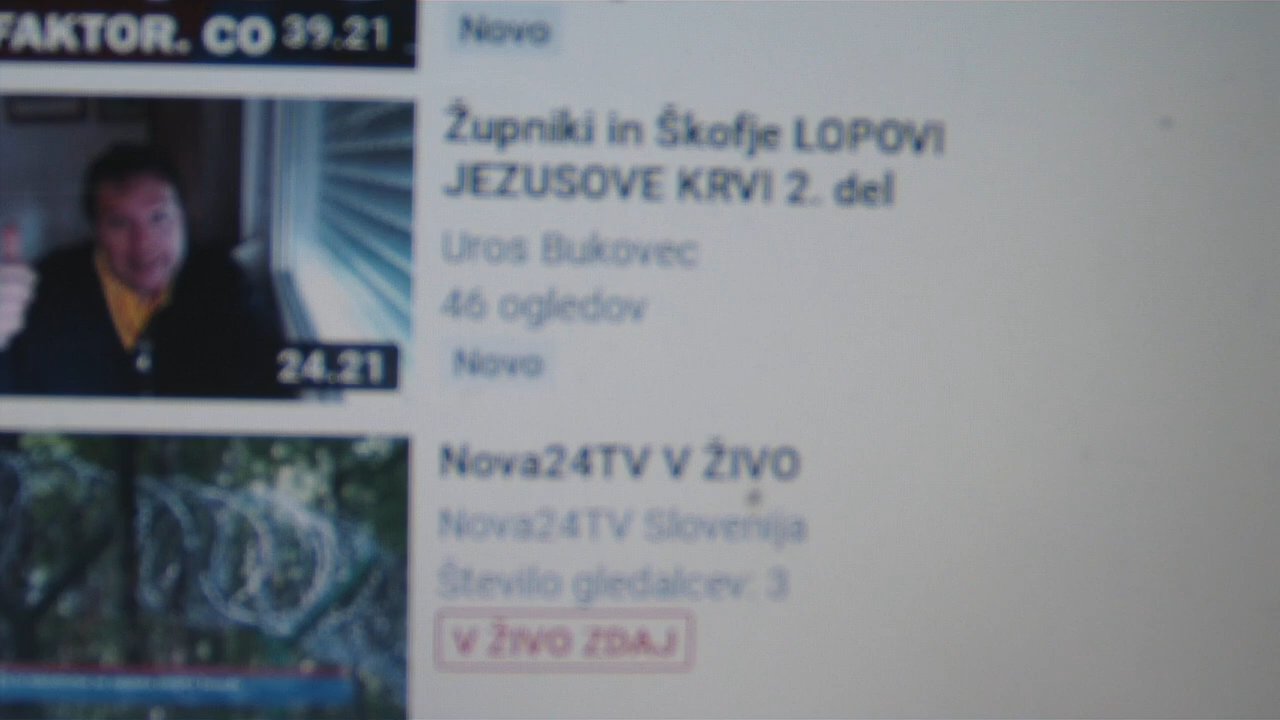 FAKTOR. CO 39.21
Novo
Župniki in Škofje LOPOVI
JEZUSOVE KRVI 2. del
Uros Bukovec
46 ogledov
Novo
24.21
Nova24TV V ŽIVO
Nova24TV Slovenija
Število gledalcev: 3
V ŽIVO ZDAJ